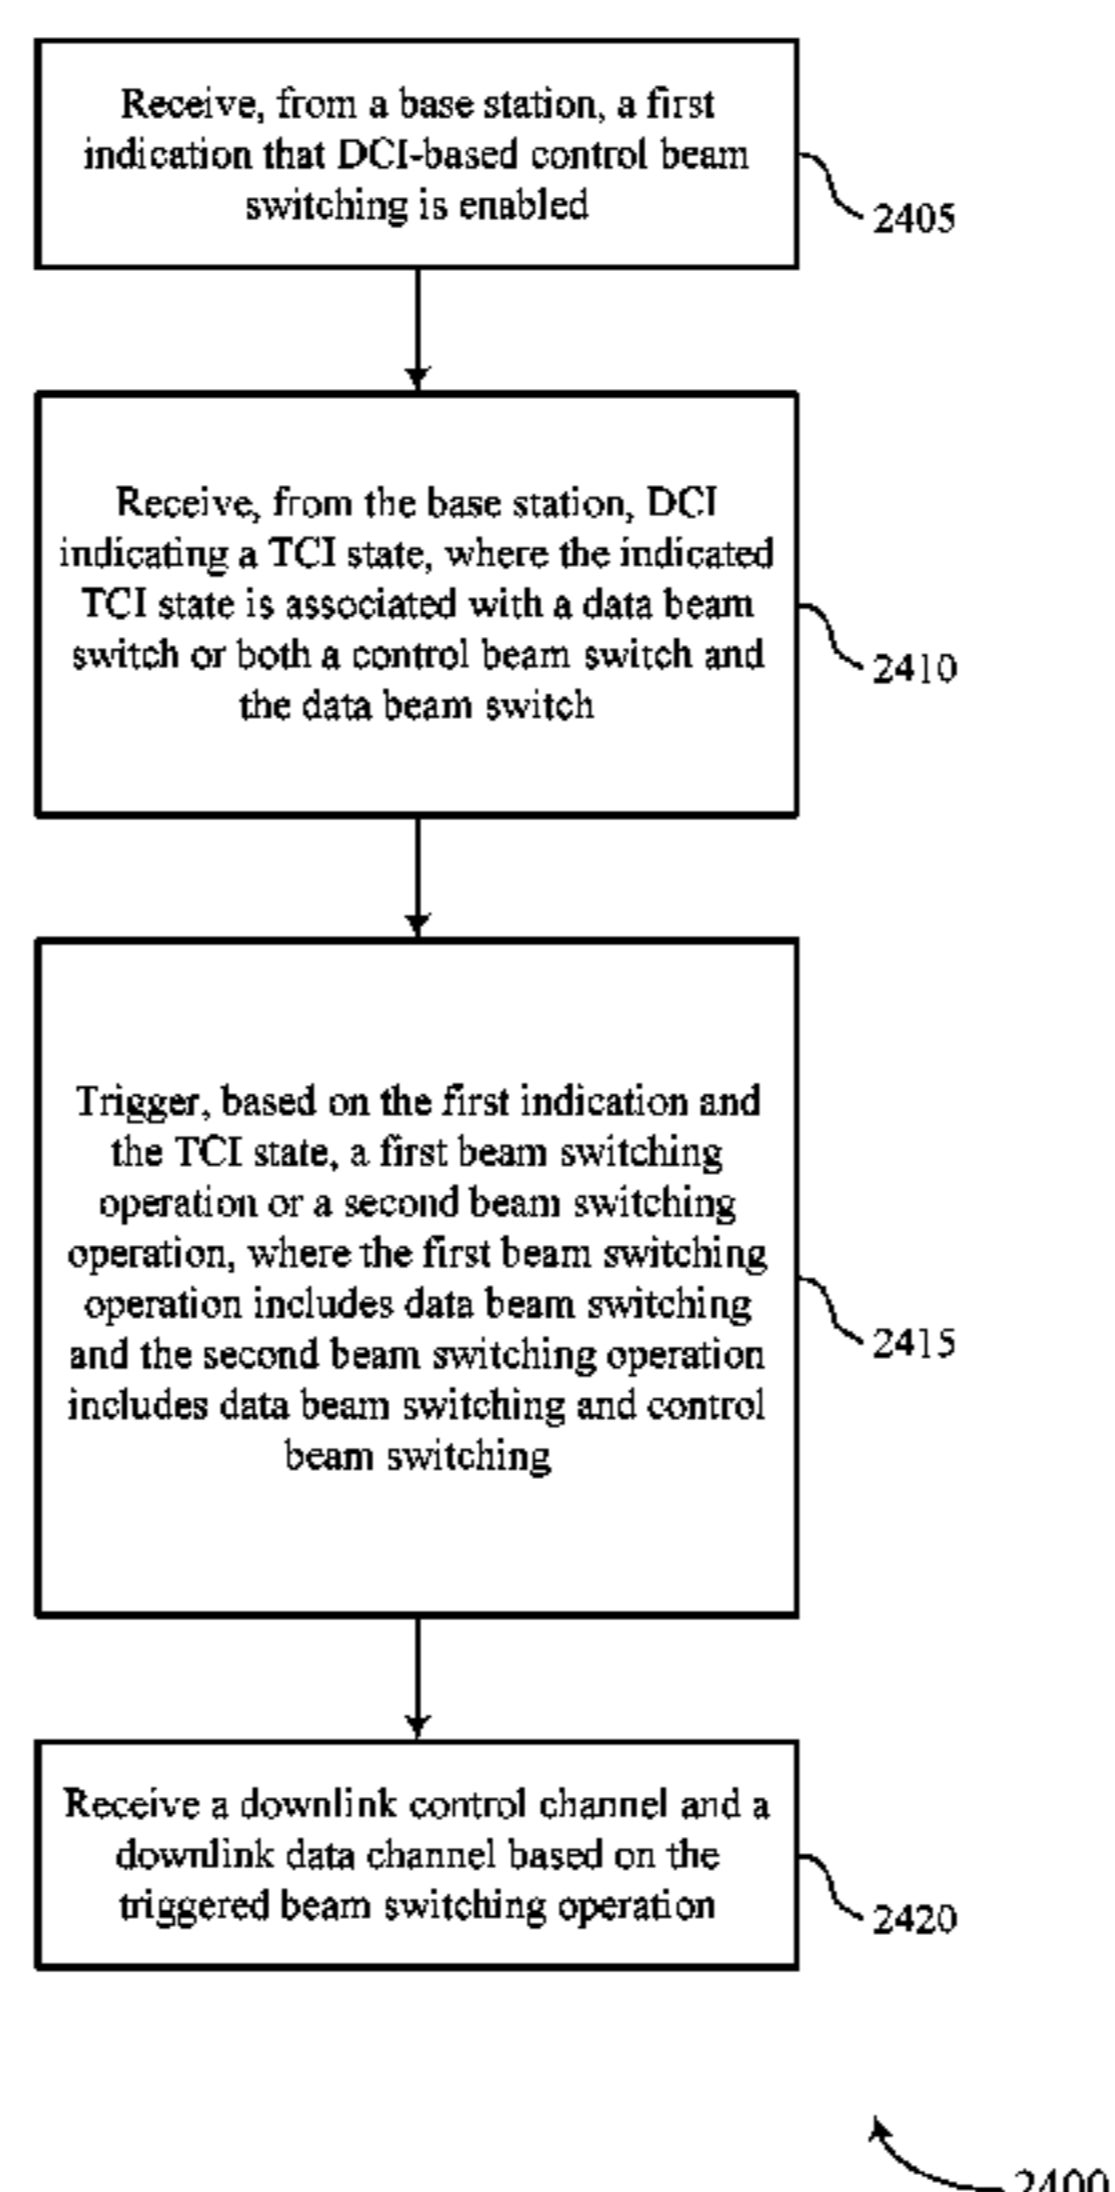 Receive, from a base station, a first
indication that DCI-based control beam
switching is enabled
2405
Receive, from the base station, DCI
indicating a TCI state, where the indicated
TCI state is associated with a data beam
switch or both a control beam switch and
the data beam switch
2410
Trigger, based on the first indication and
the TCI state, a first beam switching
operation or a second beam switching
operation, where the first beam switching
operation includes data beam switching
and the second beam switching operation
includes data beam switching and control
beam switching
2415
Receive a downlink control channel and a
downlink data channel based on the
triggered beam switching operation
2420
2400